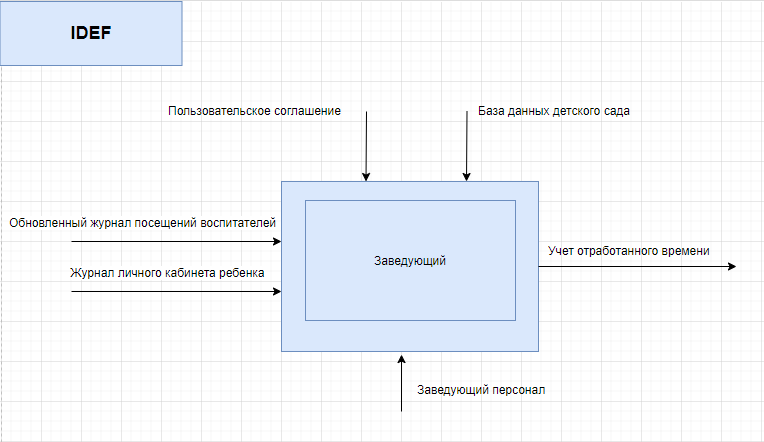 IDEF
Пользовательское соглашение
База данных детского сада
Обновленный журнал посещений воспитателей
Журнал личного кабинета ребенка
Заведующий
Учет отработанного времени
Заведующий персонал